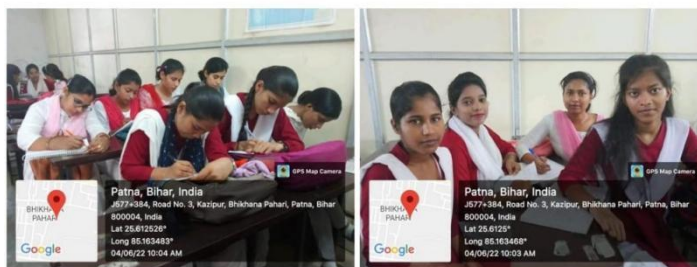 GPS Map Camera
BHIKHANA
PAHARI
Google
Patna, Bihar, India
J577+384, Road No. 3, Kazipur, Bhikhana Pahari, Patna, Bihar
800004, India
Lat 25.612526°
Long 85.163483°
04/06/22 10:04 AM
GPS Map Camera
BHIKHANA
PAHARI
Google
Patna, Bihar, India
J577+384, Road No. 3, Kazipur, Bhikhana Pahari, Patna, Bihar
800004, India
Lat 25.6125°
Long 85.163468°
04/06/22 10:03 AM